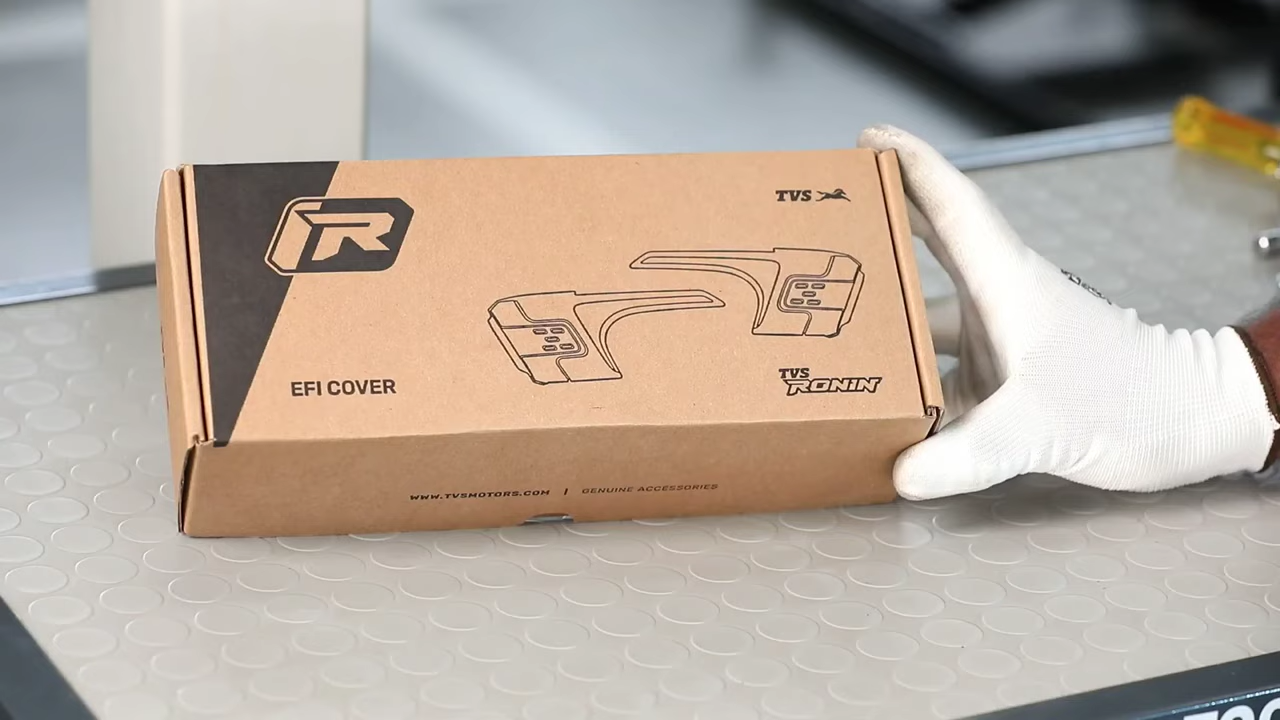 R
TVS
EFI COVER
TVS
RONIN
WWW.TVSMOTORS.COM | GENUINE ACCESSORIES